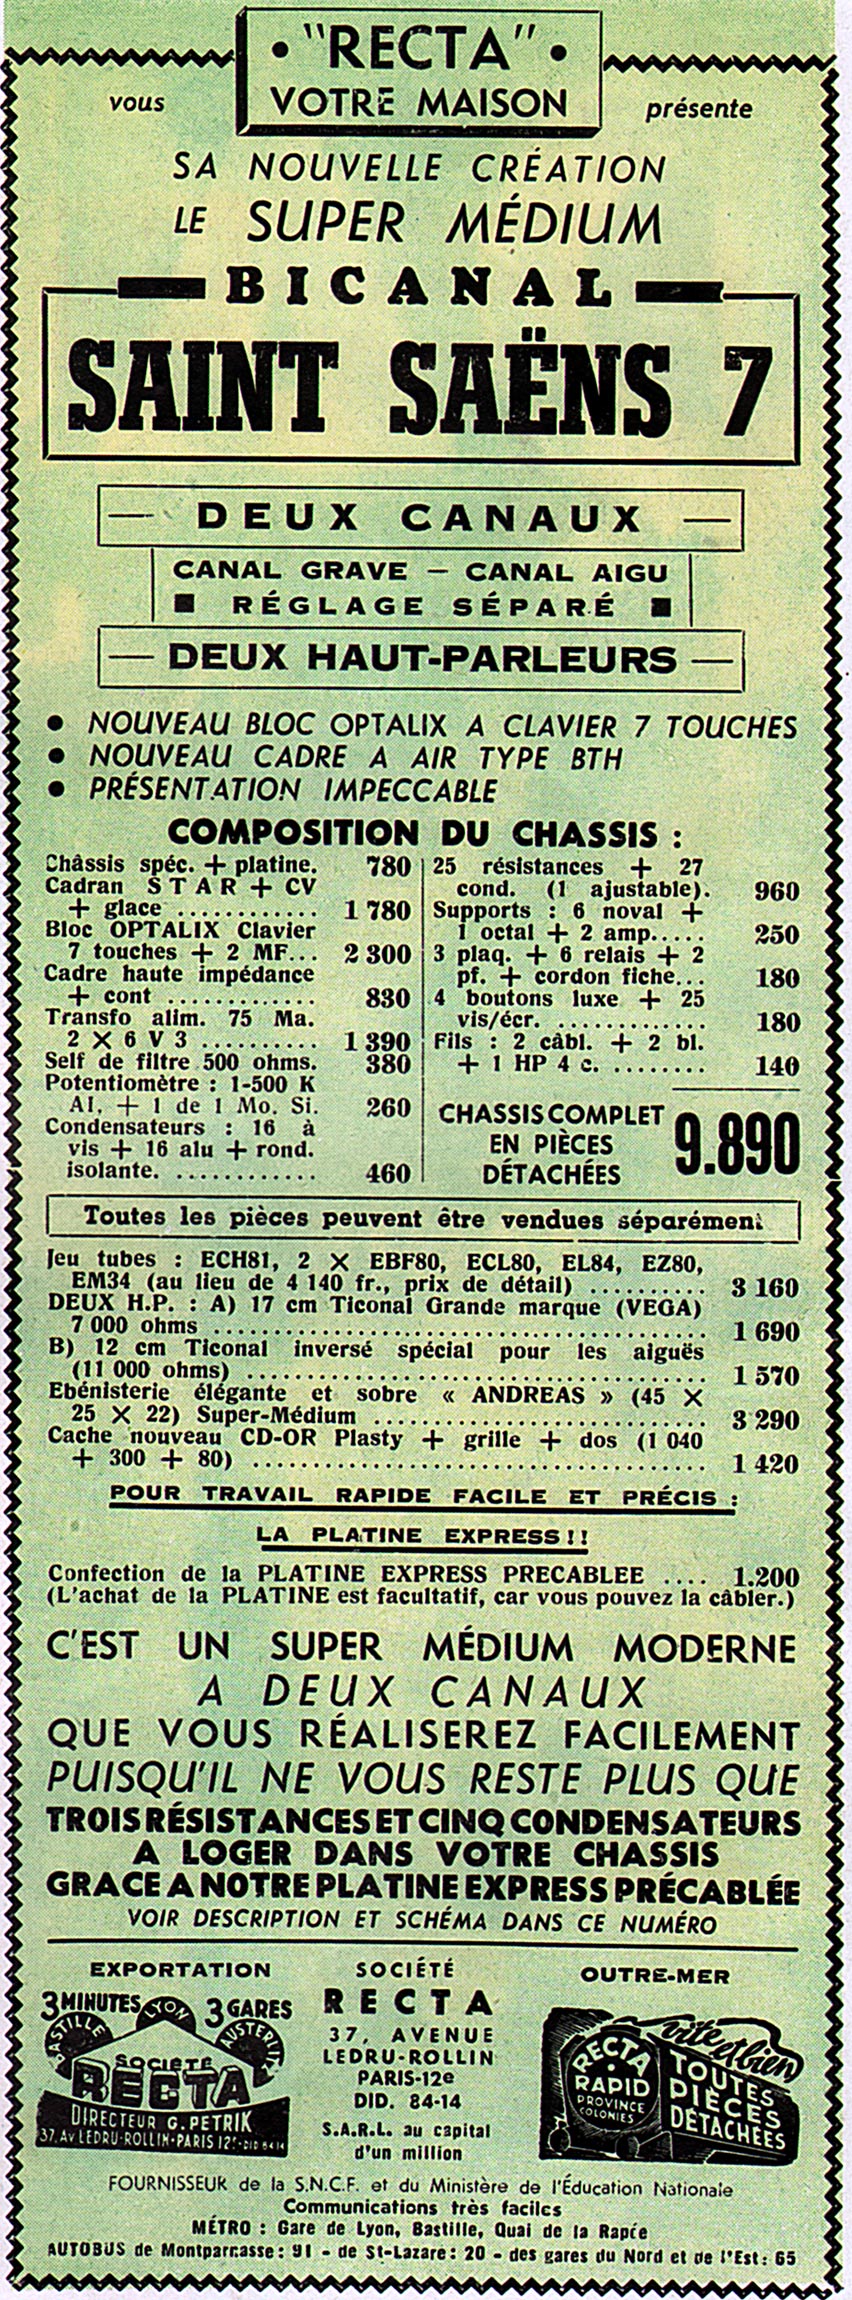 • "RECTA" •
VOTRE MAISON
vous
présente
SA NOUVELLE CRÉATION
LE SUPER MÉDIUM
BICANAL
SAINT SAËNS 7
— DEUX CANAUX —
CANAL GRAVE — CANAL AIGU
■ RÉGLAGE SÉPARÉ ■
— DEUX HAUT-PARLEURS —
• NOUVEAU BLOC OPTALIX A CLAVIER 7 TOUCHES
• NOUVEAU CADRE A AIR TYPE BTH
• PRÉSENTATION IMPECCABLE
COMPOSITION DU CHASSIS :
Châssis spéc. + platine. 780
Cadran STAR + CV
+ glace ............ 1 780
Bloc OPTALIX Clavier
7 touches + 2 MF... 2 300
Cadre haute impédance
+ cont ............. 830
Transfo alim. 75 Ma.
2 X 6 V 3 .......... 1 390
Self de filtre 500 ohms. 380
Potentiomètre : 1-500 K
AI. + 1 de 1 Mo. Si. 260
Condensateurs : 16 à
vis + 16 alu + rond.
isolante. ............ 460
25 résistances + 27
cond. (1 ajustable). 960
Supports : 6 noval +
1 octal + 2 amp..... 250
3 plaq. + 6 relais + 2
pf. + cordon fiche... 180
4 boutons luxe + 25
vis/écr. ........... 180
Fils : 2 câbl. + 2 bl.
+ 1 HP 4 c. ........ 140
CHASSIS COMPLET
EN PIÈCES
DÉTACHÉES
9.890
Toutes les pièces peuvent être vendues séparément
Jeu tubes : ECH81, 2 X EBF80, ECL80, EL84, EZ80,
EM34 (au lieu de 4 140 fr., prix de détail) .......... 3 160
DEUX H.P. : A) 17 cm Ticonal Grande marque (VEGA)
7 000 ohms .......... 1 690
B) 12 cm Ticonal inversé spécial pour les aiguës
(11 000 ohms) .......... 1 570
Ebénisterie élégante et sobre « ANDREAS » (45 X
25 X 22) Super-Médium .......... 3 290
Cache nouveau CD-OR Plasty + grille + dos (1 040
+ 300 + 80) .......... 1 420
POUR TRAVAIL RAPIDE FACILE ET PRÉCIS :
LA PLATINE EXPRESS !!
Confection de la PLATINE EXPRESS PRECABLEE .... 1.200
(L'achat de la PLATINE est facultatif, car vous pouvez la câbler.)
C'EST UN SUPER MÉDIUM MODERNE
A DEUX CANAUX
QUE VOUS RÉALISEREZ FACILEMENT
PUISQU'IL NE VOUS RESTE PLUS QUE
TROIS RÉSISTANCES ET CINQ CONDENSATEURS
A LOGER DANS VOTRE CHASSIS
GRACE A NOTRE PLATINE EXPRESS PRÉCABLÉE
VOIR DESCRIPTION ET SCHÉMA DANS CE NUMÉRO
EXPORTATION
3 MINUTES 3 GARES
BASTILLE LYON AUSTERLITZ
SOCIÉTÉ
RECTA
DIRECTEUR G. PETRIK
37, Av LEDRU-ROLLIN-PARIS 12e-DID 84-14
SOCIÉTÉ
RECTA
37, AVENUE
LEDRU-ROLLIN
PARIS-12e
DID. 84-14
S.A.R.L. au capital
d'un million
OUTRE-MER
vite et bien
RECTA
RAPID
PROVINCE
COLONIES
TOUTES
PIÈCES
DÉTACHÉES
FOURNISSEUR de la S.N.C.F. et du Ministère de l'Éducation Nationale
Communications très faciles
MÉTRO : Gare de Lyon, Bastille, Quai de la Rapée
AUTOBUS de Montparnasse : 91 - de St-Lazare : 20 - des gares du Nord et de l'Est : 65